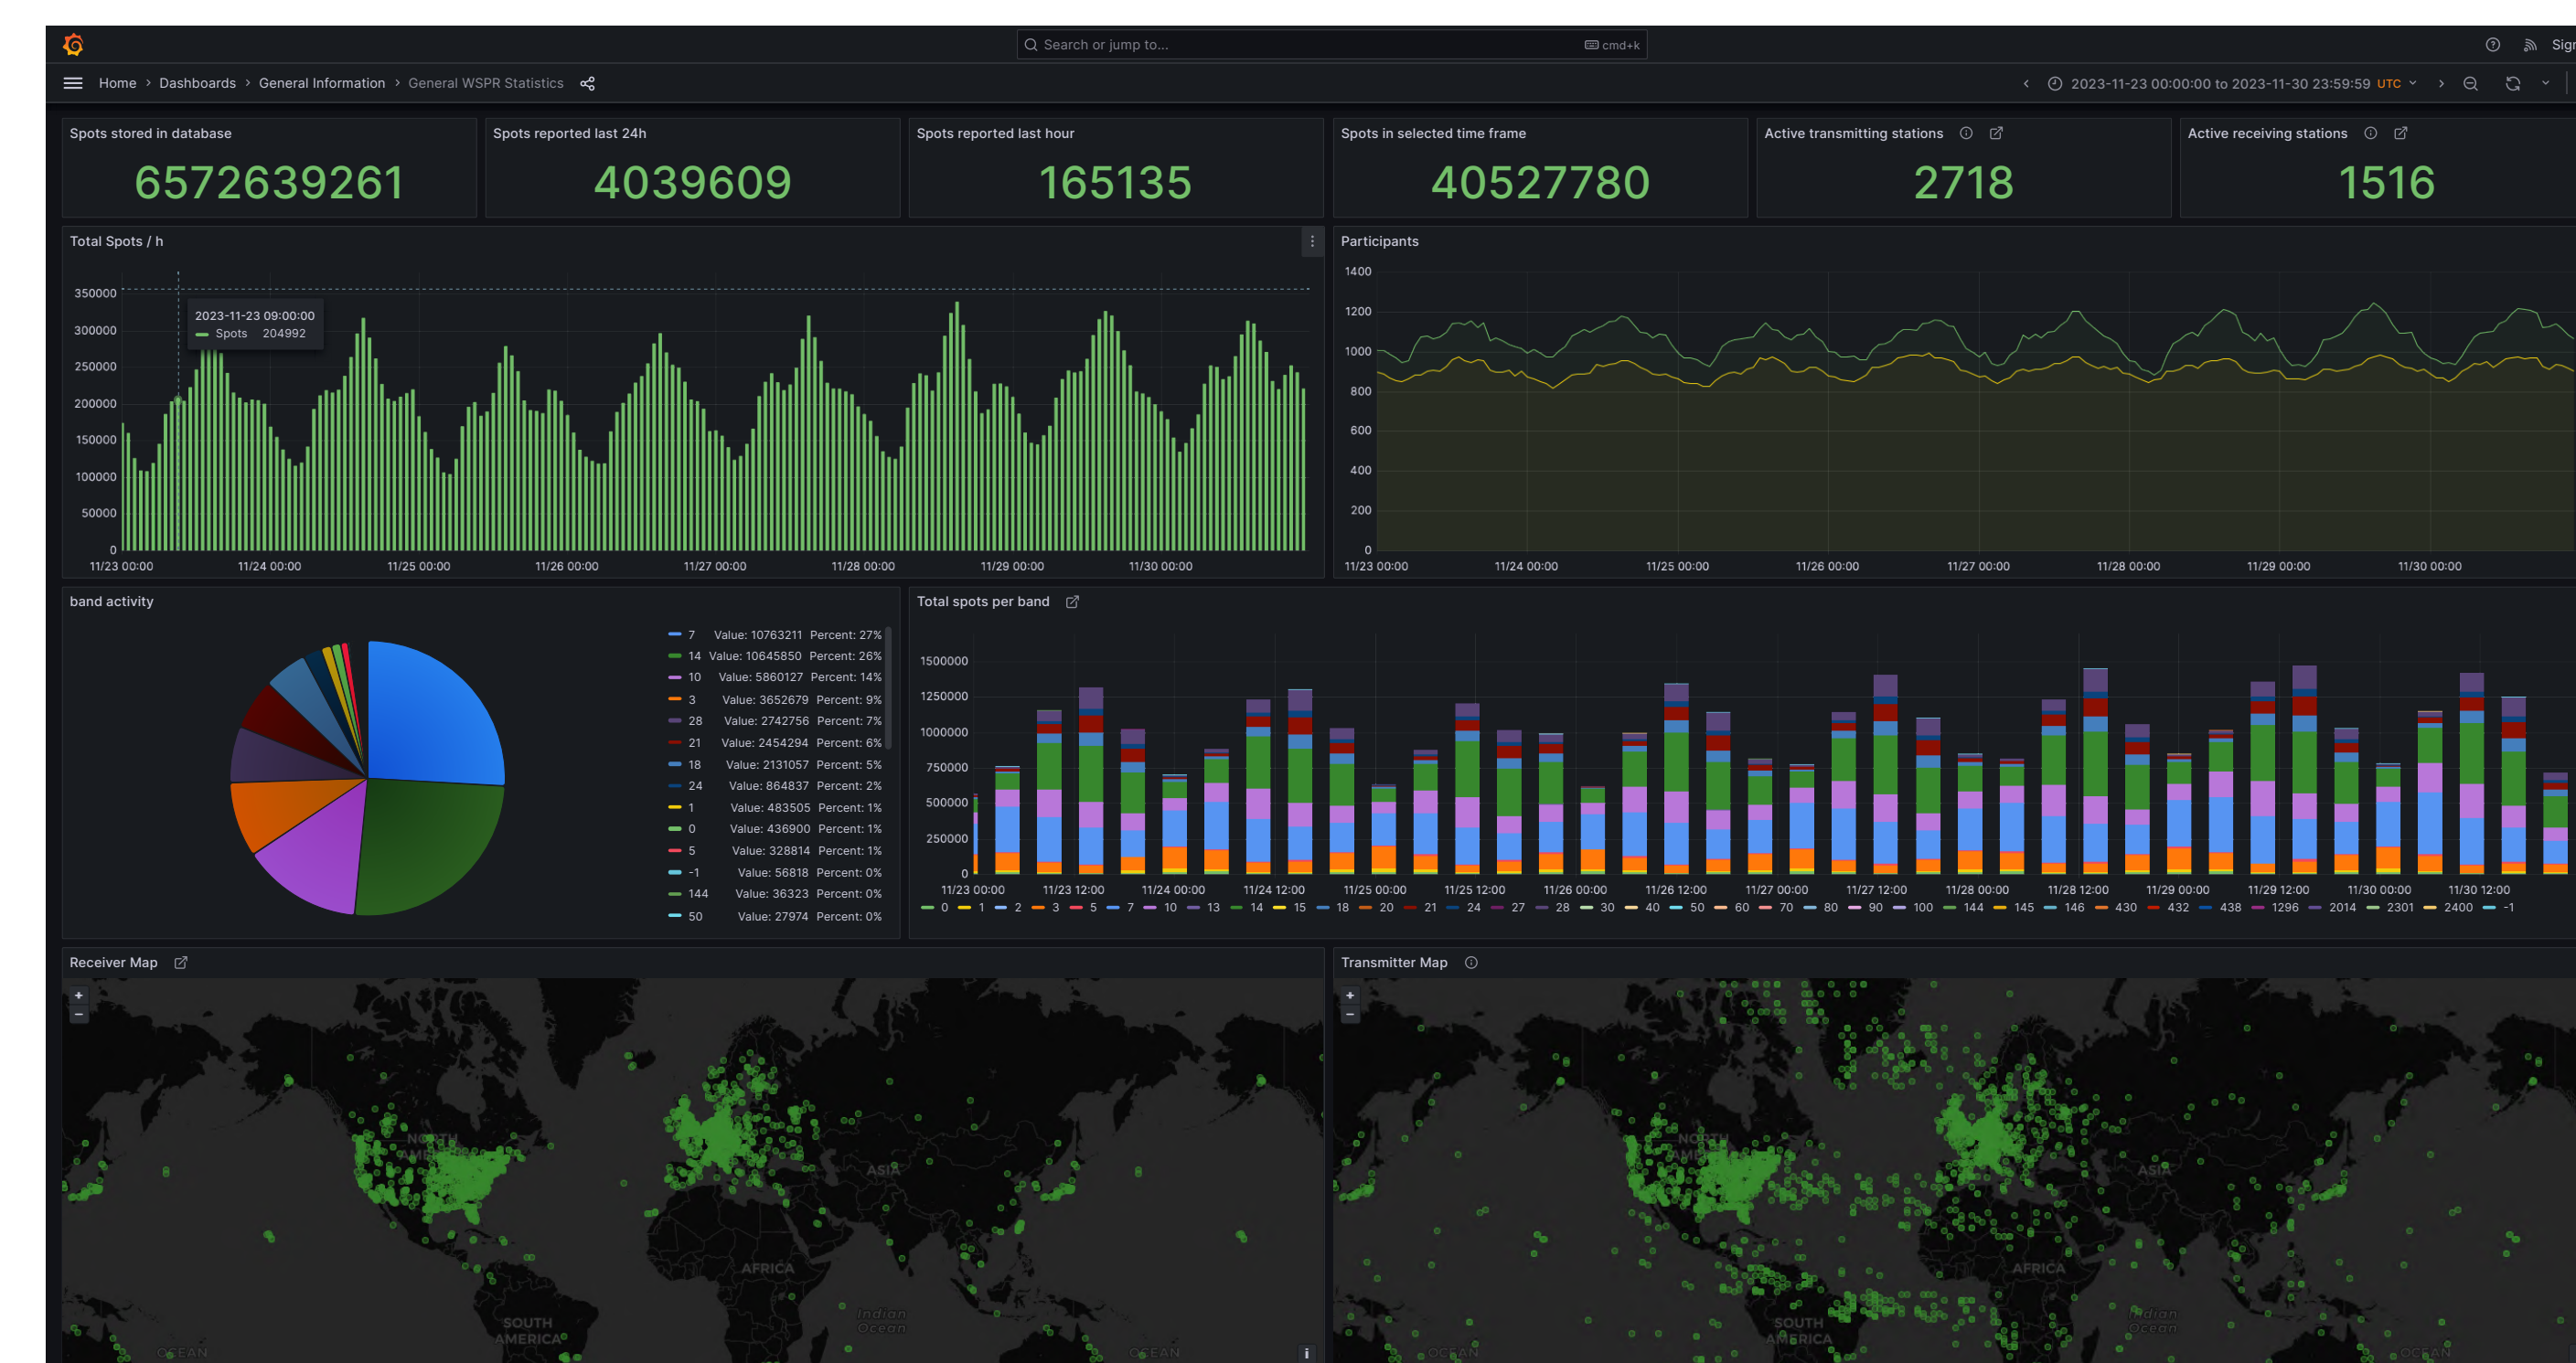 Search or jump to...
cmd+k
Sign
Home > Dashboards > General Information > General WSPR Statistics
2023-11-23 00:00:00 to 2023-11-30 23:59:59 UTC
Spots stored in database
6572639261
Spots reported last 24h
4039609
Spots reported last hour
165135
Spots in selected time frame
40527780
Active transmitting stations
2718
Active receiving stations
1516
Total Spots / h
350000
300000
250000
200000
150000
100000
50000
0
2023-11-23 09:00:00
Spots 204992
11/23 00:00 11/24 00:00 11/25 00:00 11/26 00:00 11/27 00:00 11/28 00:00 11/29 00:00 11/30 00:00
Participants
1400
1200
1000
800
600
400
200
0
11/23 00:00 11/24 00:00 11/25 00:00 11/26 00:00 11/27 00:00 11/28 00:00 11/29 00:00 11/30 00:00
band activity
7 Value: 10763211 Percent: 27%
14 Value: 10645850 Percent: 26%
10 Value: 5860127 Percent: 14%
3 Value: 3652679 Percent: 9%
28 Value: 2742756 Percent: 7%
21 Value: 2454294 Percent: 6%
18 Value: 2131057 Percent: 5%
24 Value: 864837 Percent: 2%
1 Value: 483505 Percent: 1%
0 Value: 436900 Percent: 1%
5 Value: 328814 Percent: 1%
-1 Value: 56818 Percent: 0%
144 Value: 36323 Percent: 0%
50 Value: 27974 Percent: 0%
Total spots per band
1500000
1250000
1000000
750000
500000
250000
0
11/23 00:00 11/23 12:00 11/24 00:00 11/24 12:00 11/25 00:00 11/25 12:00 11/26 00:00 11/26 12:00 11/27 00:00 11/27 12:00 11/28 00:00 11/28 12:00 11/29 00:00 11/29 12:00 11/30 00:00 11/30 12:00
0 1 2 3 5 7 10 13 14 15 18 20 21 24 27 28 30 40 50 60 70 80 90 100 144 145 146 430 432 438 1296 2014 2301 2400 -1
Receiver Map
+
−
NORTH
AMERICA
ASIA
AFRICA
Indian
Ocean
SOUTH
AMERICA
OCEAN
OCEAN
i
Transmitter Map
+
−
NORTH
AMERICA
ASIA
AFRICA
Indian
Ocean
SOUTH
AMERICA
OCEAN
OCEAN